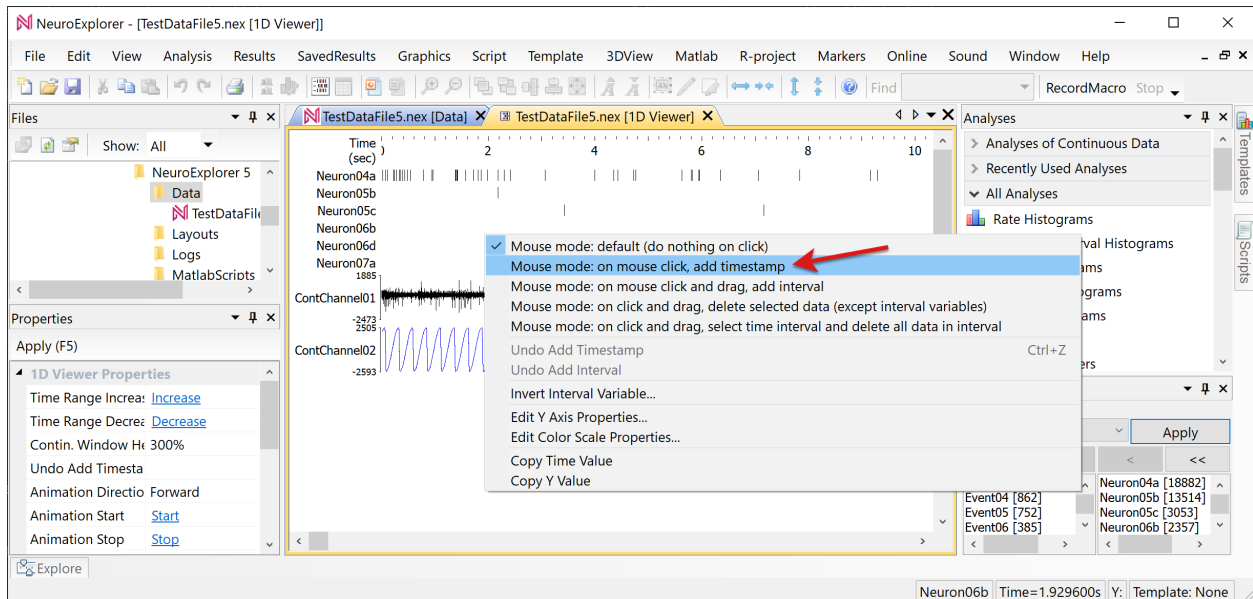 NeuroExplorer - [TestDataFile5.nex [1D Viewer]]
File Edit View Analysis Results SavedResults Graphics Script Template 3DView Matlab R-project Markers Online Sound Window Help
Find RecordMacro Stop
Files
Show: All
NeuroExplorer 5
Data
TestDataFile
Layouts
Logs
MatlabScripts
Properties
Apply (F5)
1D Viewer Properties
Time Range Increas Increase
Time Range Decrea Decrease
Contin. Window He 300%
Undo Add Timesta
Animation Directio Forward
Animation Start Start
Animation Stop Stop
Explore
TestDataFile5.nex [Data] TestDataFile5.nex [1D Viewer]
Time (sec) 2 4 6 8 10
Neuron04a
Neuron05b
Neuron05c
Neuron06b
Neuron06d
Neuron07a
1885
ContChannel01
-2473
2505
ContChannel02
-2593
Mouse mode: default (do nothing on click)
Mouse mode: on mouse click, add timestamp
Mouse mode: on mouse click and drag, add interval
Mouse mode: on click and drag, delete selected data (except interval variables)
Mouse mode: on click and drag, select time interval and delete all data in interval
Undo Add Timestamp Ctrl+Z
Undo Add Interval
Invert Interval Variable...
Edit Y Axis Properties...
Edit Color Scale Properties...
Copy Time Value
Copy Y Value
Analyses
Analyses of Continuous Data
Recently Used Analyses
All Analyses
Rate Histograms
val Histograms
ams
grams
ams
ers
Apply
< <<
Event04 [862]
Event05 [752]
Event06 [385]
Neuron04a [18882]
Neuron05b [13514]
Neuron05c [3053]
Neuron06b [2357]
Templates
Scripts
Neuron06b Time=1.929600s Y: Template: None